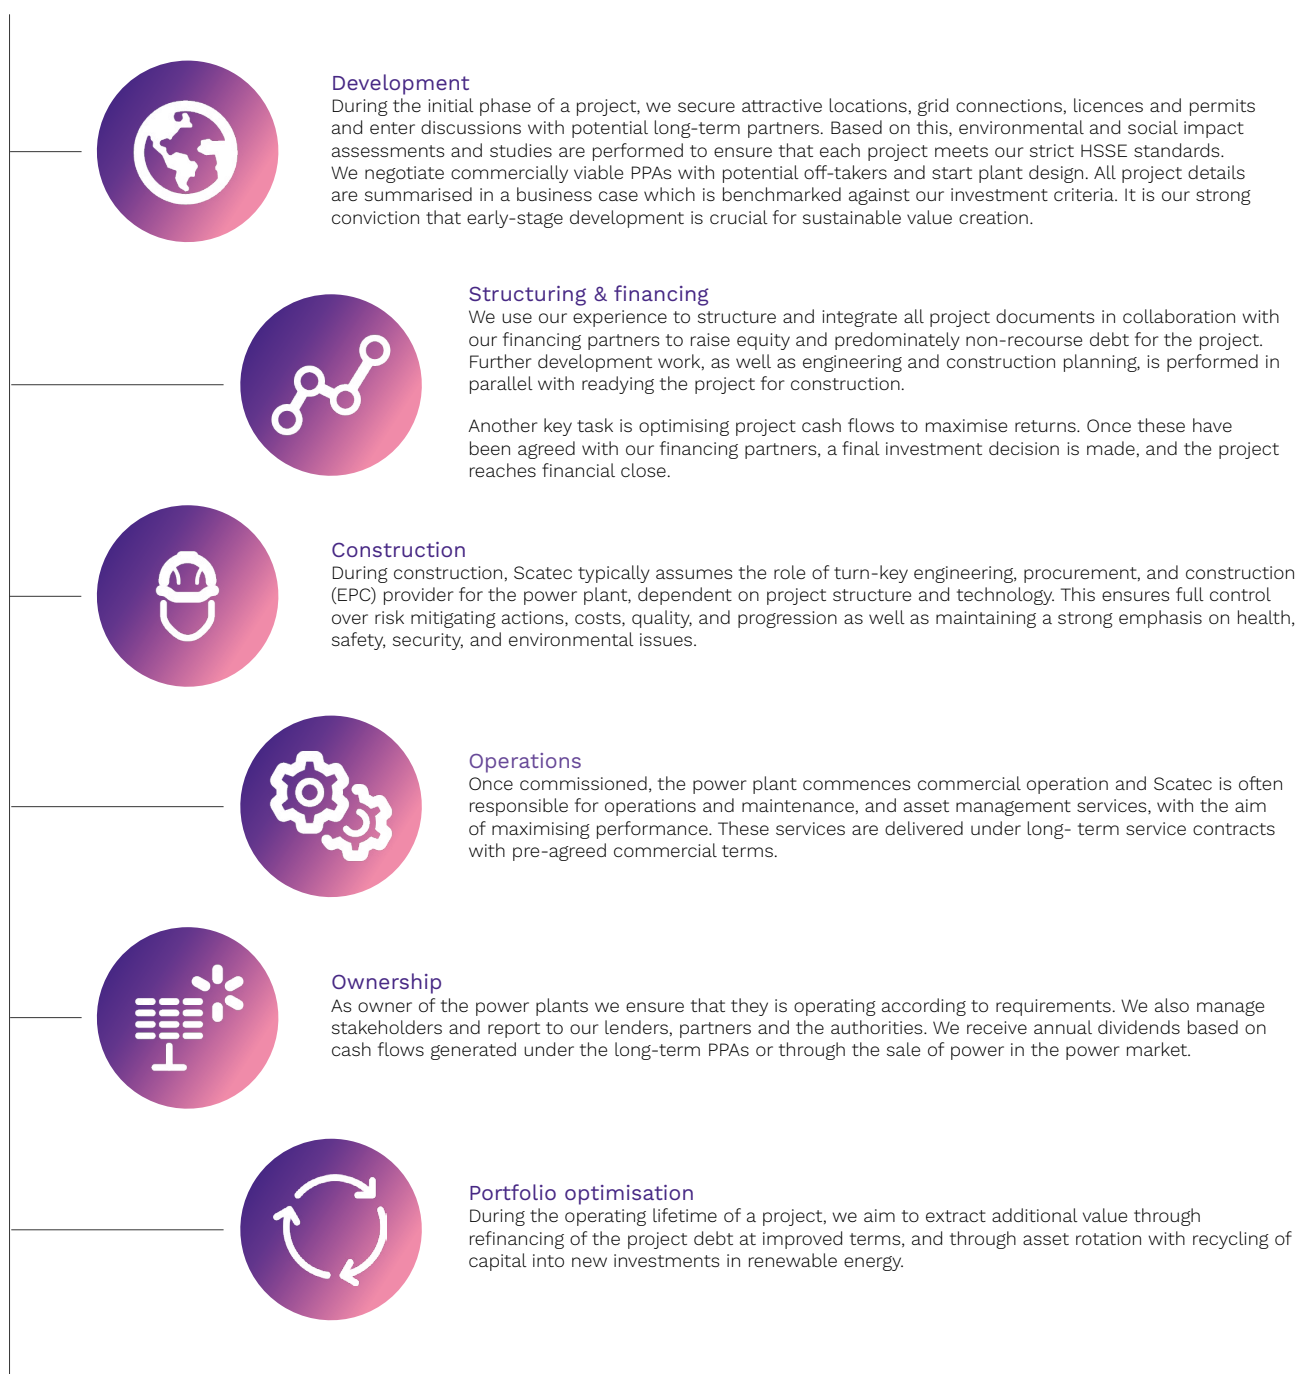 Development
During the initial phase of a project, we secure attractive locations, grid connections, licences and permits
and enter discussions with potential long-term partners. Based on this, environmental and social impact
assessments and studies are performed to ensure that each project meets our strict HSSE standards.
We negotiate commercially viable PPAs with potential off-takers and start plant design. All project details
are summarised in a business case which is benchmarked against our investment criteria. It is our strong
conviction that early-stage development is crucial for sustainable value creation.
Structuring & financing
We use our experience to structure and integrate all project documents in collaboration with
our financing partners to raise equity and predominately non-recourse debt for the project.
Further development work, as well as engineering and construction planning, is performed in
parallel with readying the project for construction.
Another key task is optimising project cash flows to maximise returns. Once these have
been agreed with our financing partners, a final investment decision is made, and the project
reaches financial close.
Construction
During construction, Scatec typically assumes the role of turn-key engineering, procurement, and construction
(EPC) provider for the power plant, dependent on project structure and technology. This ensures full control
over risk mitigating actions, costs, quality, and progression as well as maintaining a strong emphasis on health,
safety, security, and environmental issues.
Operations
Once commissioned, the power plant commences commercial operation and Scatec is often
responsible for operations and maintenance, and asset management services, with the aim
of maximising performance. These services are delivered under long- term service contracts
with pre-agreed commercial terms.
Ownership
As owner of the power plants we ensure that they is operating according to requirements. We also manage
stakeholders and report to our lenders, partners and the authorities. We receive annual dividends based on
cash flows generated under the long-term PPAs or through the sale of power in the power market.
Portfolio optimisation
During the operating lifetime of a project, we aim to extract additional value through
refinancing of the project debt at improved terms, and through asset rotation with recycling of
capital into new investments in renewable energy.